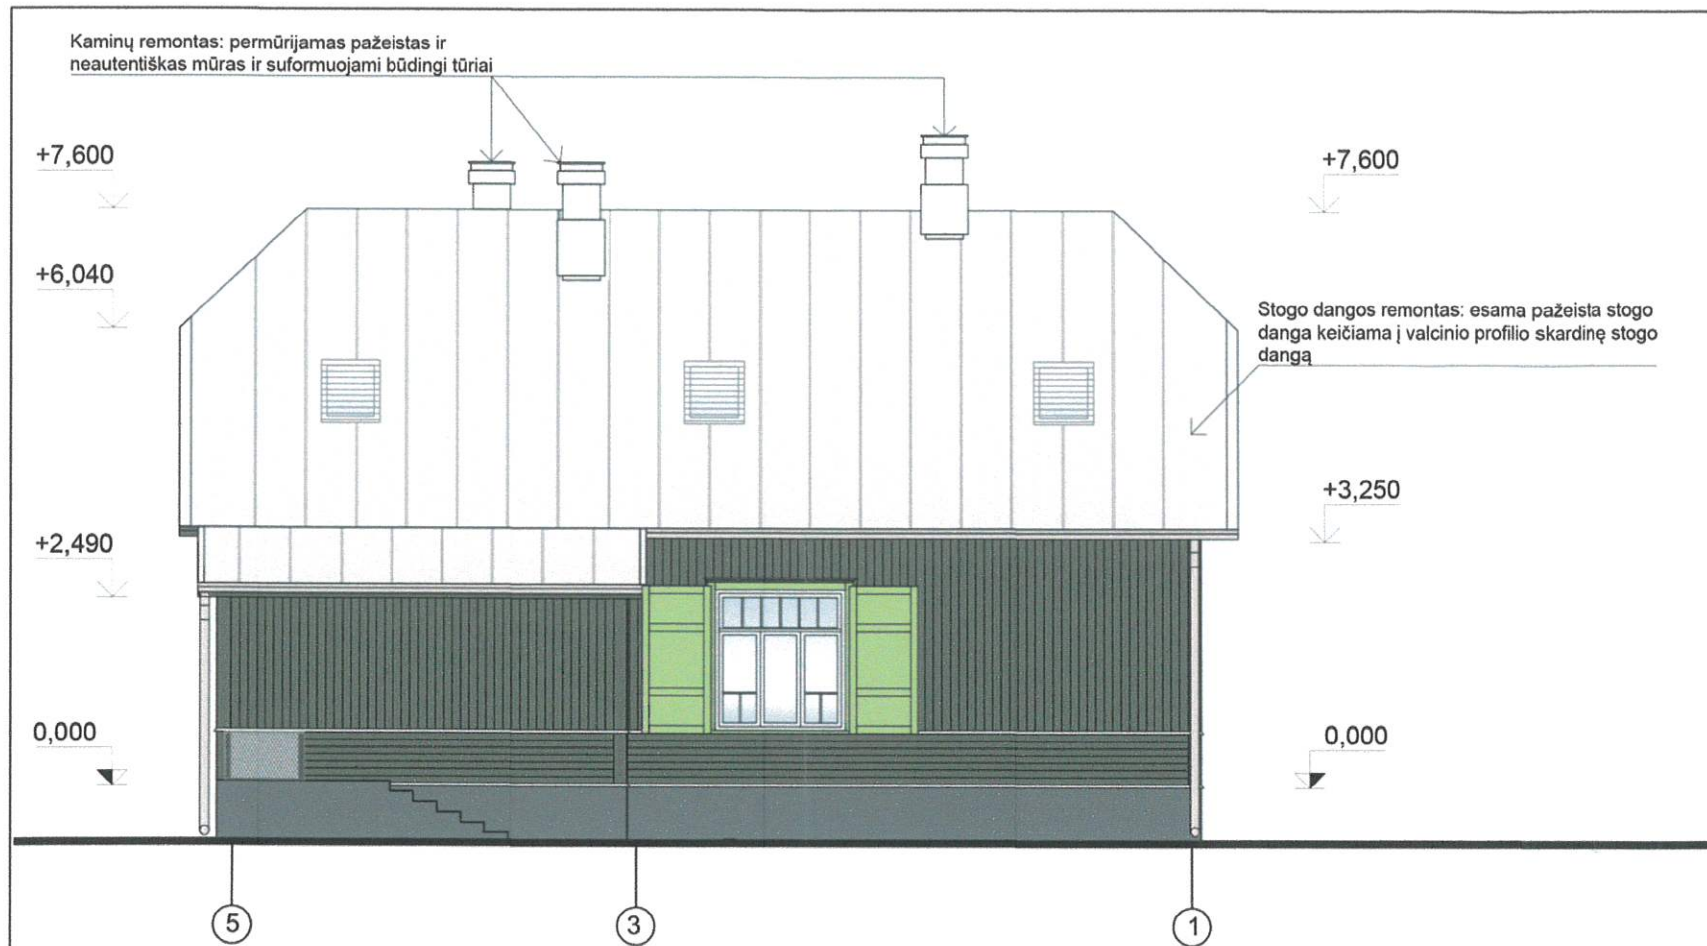 Kaminų remontas: permūrijamas pažeistas ir
neautentiškas mūras ir suformuojami būdingi tūriai
+7,600
+7,600
+6,040
Stogo dangos remontas: esama pažeista stogo
danga keičiama į valcinio profilio skardinę stogo
dangą
+3,250
+2,490
0,000
0,000
5
3
1